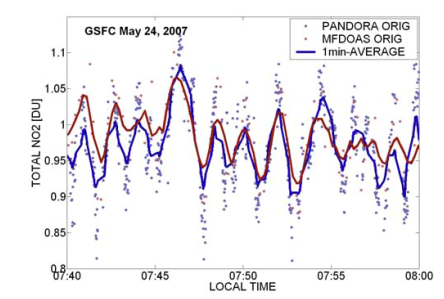 GSFC May 24, 2007
PANDORA ORIG
MFDOAS ORIG
1min-AVERAGE
TOTAL NO2 [DU]
1.1
1.05
1
0.95
0.9
0.85
0.8
07:40
07:45
07:50
07:55
08:00
LOCAL TIME